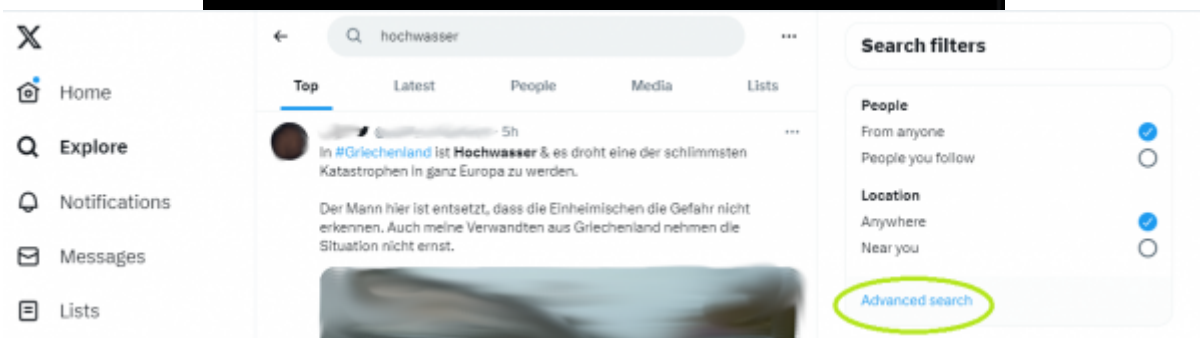 X
hochwasser
Search filters
Top
Latest
People
Media
Lists
Home
Explore
Notifications
Messages
Lists
· 5h
In #Griechenland ist Hochwasser & es droht eine der schlimmsten
Katastrophen in ganz Europa zu werden.
Der Mann hier ist entsetzt, dass die Einheimischen die Gefahr nicht
erkennen. Auch meine Verwandten aus Griechenland nehmen die
Situation nicht ernst.
People
From anyone
People you follow
Location
Anywhere
Near you
Advanced search